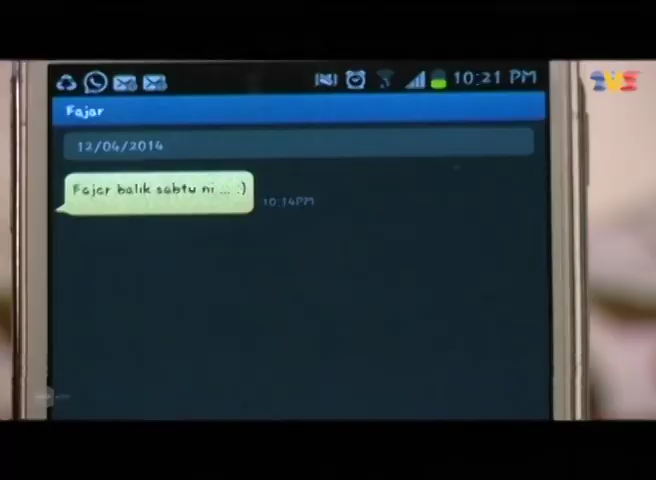 10:21 PM
Fajar
12/04/2014
Fajar balik sabtu ni ... :)
10:14PM